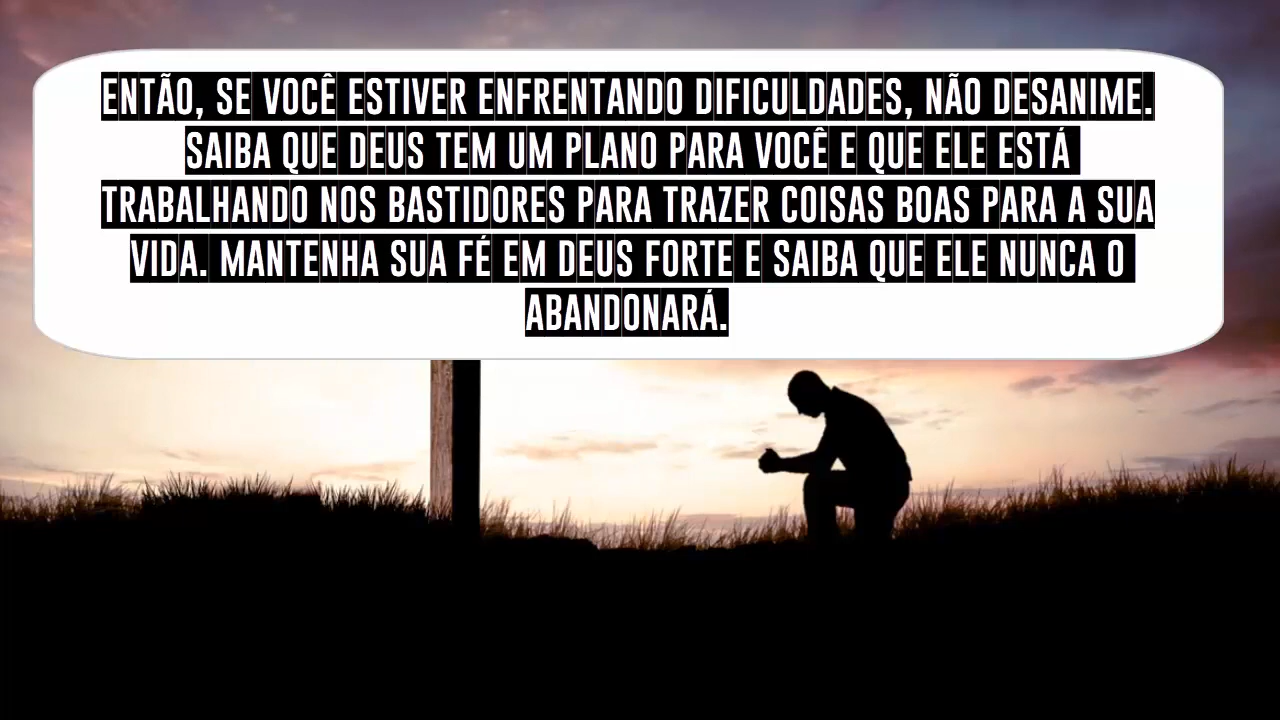 ENTÃO, SE VOCÊ ESTIVER ENFRENTANDO DIFICULDADES, NÃO DESANIME.
SAIBA QUE DEUS TEM UM PLANO PARA VOCÊ E QUE ELE ESTÁ
TRABALHANDO NOS BASTIDORES PARA TRAZER COISAS BOAS PARA A SUA
VIDA. MANTENHA SUA FÉ EM DEUS FORTE E SAIBA QUE ELE NUNCA O
ABANDONARÁ.